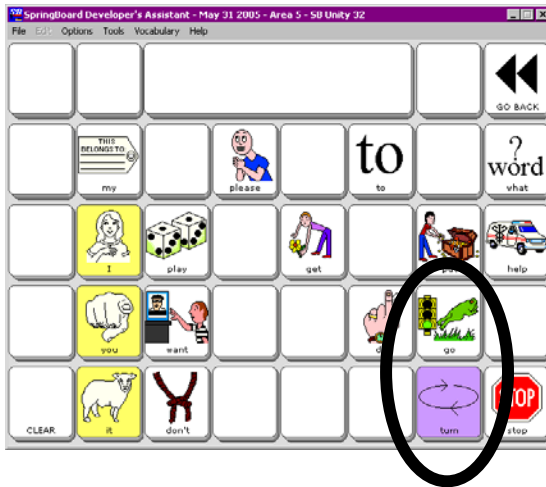 SpringBoard Developer's Assistant - May 31 2005 - Area 5 - SB Unity 32
File Edit Options Tools Vocabulary Help
GO BACK
THIS
BELONGS TO
my
please
to
to
?
word
what
I
play
get
help
you
want
go
CLEAR
it
don't
turn
STOP
stop